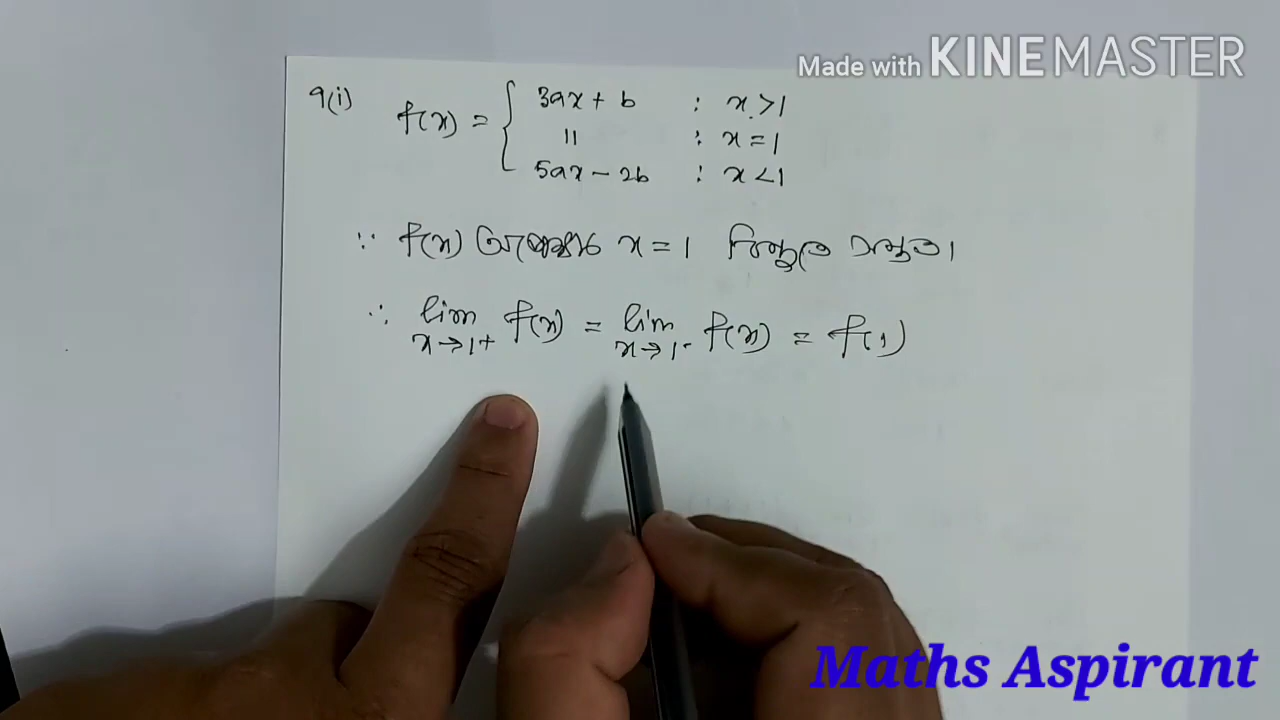 Made with KINEMASTER
9(i) f(x) = { 3ax + b : x > 1
11 : x = 1
5ax - 2b : x < 1
∵ f(x) x = 1 বিন্দুতে সন্তত।
∴ lim x→1+ f(x) = lim x→1- f(x) = f(1)
Maths Aspirant